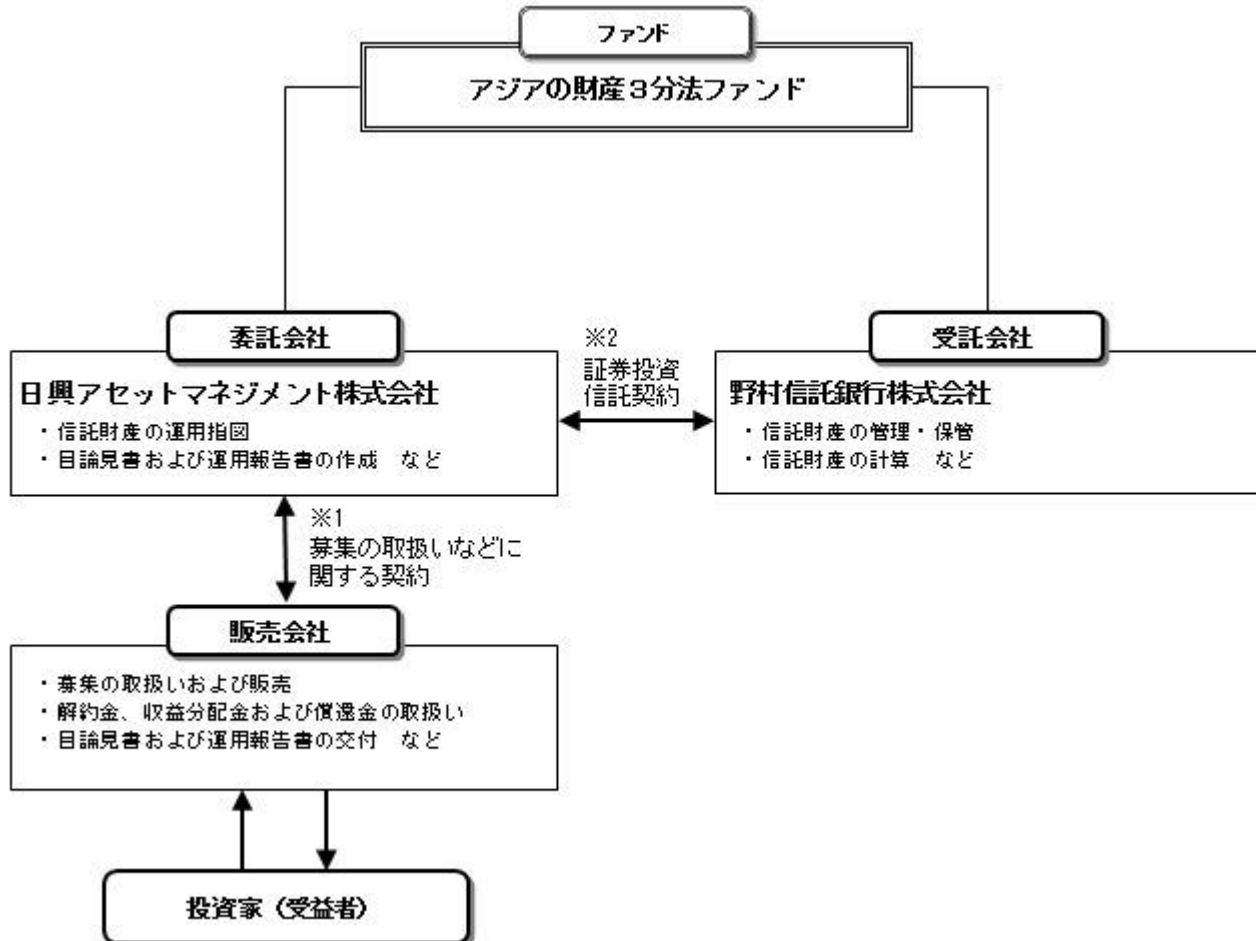 ファンド
アジアの財産3分法ファンド
委託会社
日興アセットマネジメント株式会社
・信託財産の運用指図
・目論見書および運用報告書の作成　など
※2
証券投資
信託契約
受託会社
野村信託銀行株式会社
・信託財産の管理・保管
・信託財産の計算　など
※1
募集の取扱いなどに
関する契約
販売会社
・募集の取扱いおよび販売
・解約金、収益分配金および償還金の取扱い
・目論見書および運用報告書の交付　など
投資家（受益者）